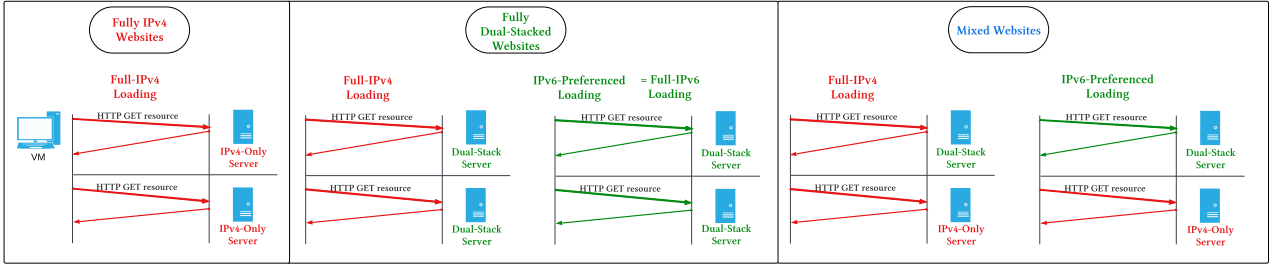 Fully IPv4
Websites
Full-IPv4
Loading
HTTP GET resource
VM
IPv4-Only
Server
HTTP GET resource
IPv4-Only
Server
Fully
Dual-Stacked
Websites
Full-IPv4
Loading
HTTP GET resource
Dual-Stack
Server
HTTP GET resource
Dual-Stack
Server
IPv6-Preferenced
Loading
= Full-IPv6
Loading
HTTP GET resource
Dual-Stack
Server
HTTP GET resource
Dual-Stack
Server
Mixed Websites
Full-IPv4
Loading
HTTP GET resource
Dual-Stack
Server
HTTP GET resource
IPv4-Only
Server
IPv6-Preferenced
Loading
HTTP GET resource
Dual-Stack
Server
HTTP GET resource
IPv4-Only
Server